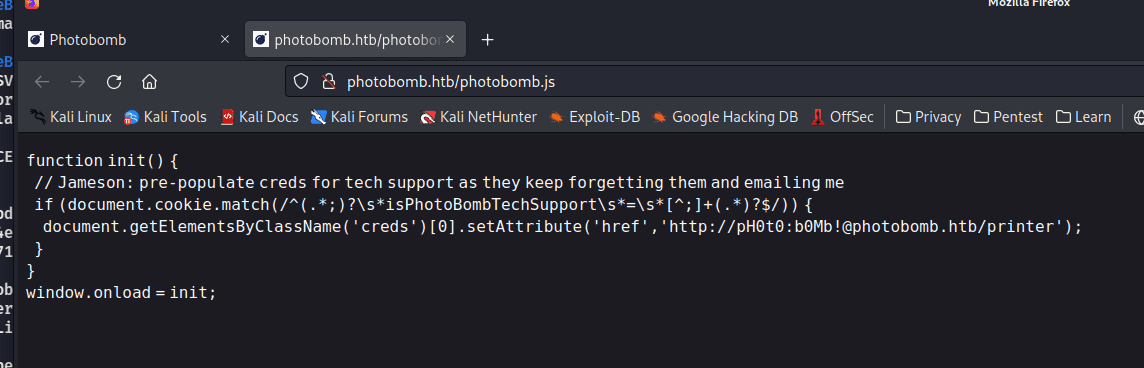 Mozilla Firefox
Photobomb
photobomb.htb/photobor
photobomb.htb/photobomb.js
Kali Linux Kali Tools Kali Docs Kali Forums Kali NetHunter Exploit-DB Google Hacking DB OffSec Privacy Pentest Learn
function init() {
// Jameson: pre-populate creds for tech support as they keep forgetting them and emailing me
if (document.cookie.match(/^(.*;)?\s*isPhotoBombTechSupport\s*=\s*[^;]+(.*)?$/)) {
document.getElementsByClassName('creds')[0].setAttribute('href','http://pH0t0:b0Mb!@photobomb.htb/printer');
}
}
window.onload = init;